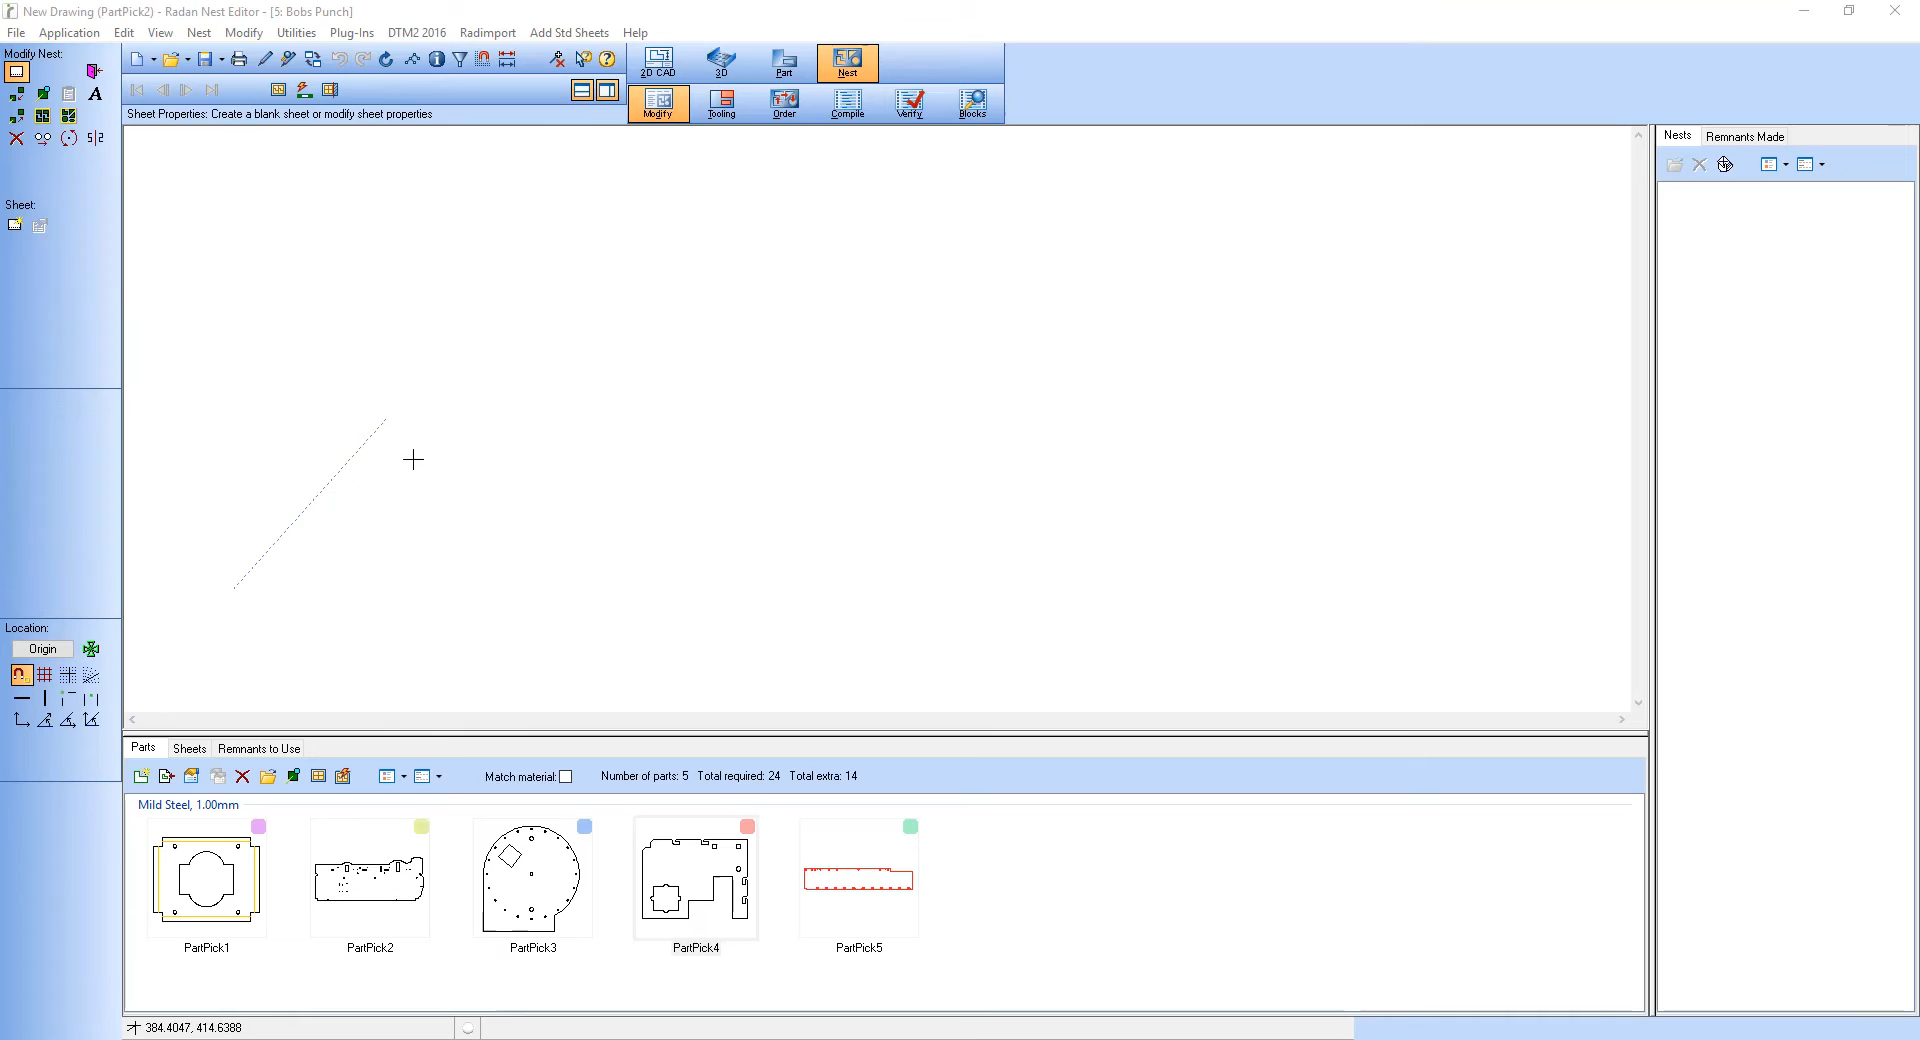 New Drawing (PartPick2) - Radan Nest Editor - [5: Bobs Punch]
File Application Edit View Nest Modify Utilities Plug-Ins DTM2 2016 Radimport Add Std Sheets Help
Modify Nest:
2D CAD 3D Part Nest
Modify Tooling Order Compile Verify Blocks
Sheet Properties: Create a blank sheet or modify sheet properties
Nests Remnants Made
Sheet:
Location:
Origin
Parts Sheets Remnants to Use
Match material: Number of parts: 5 Total required: 24 Total extra: 14
Mild Steel, 1.00mm
PartPick1 PartPick2 PartPick3 PartPick4 PartPick5
384.4047, 414.6388